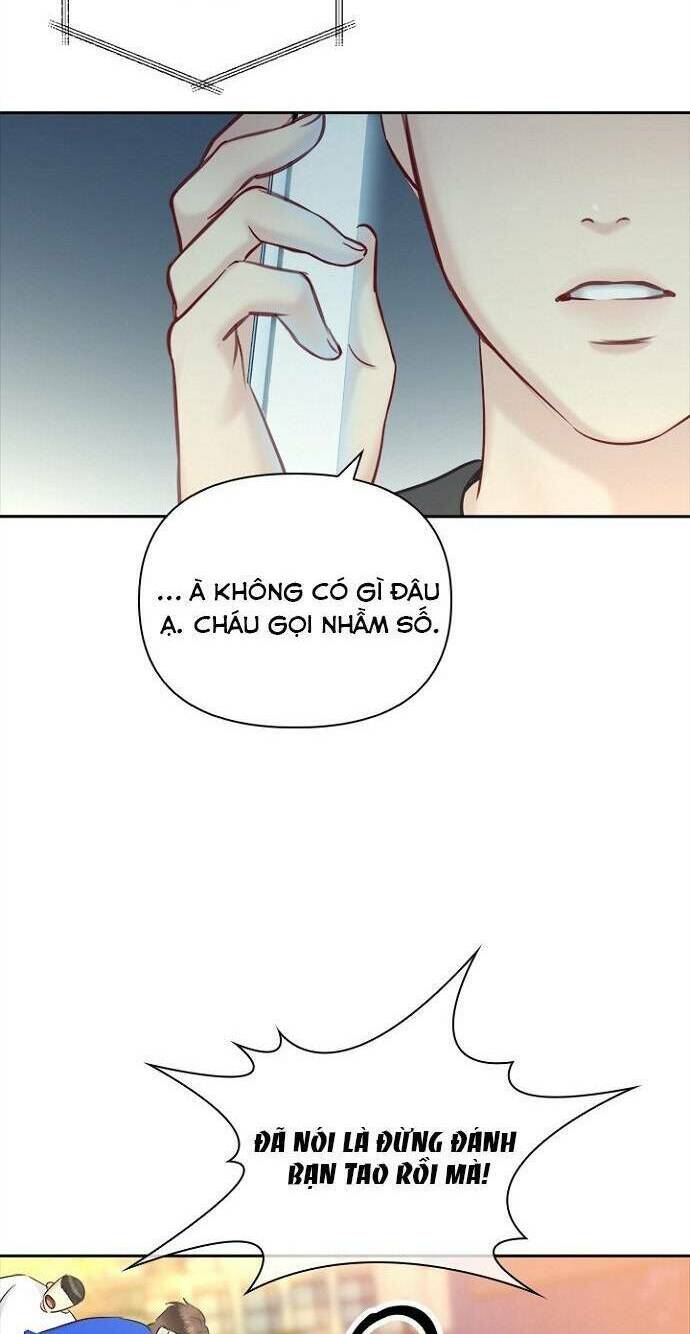 ... À KHÔNG CÓ GÌ ĐÂU
Ạ. CHÁU GỌI NHẦM SỐ.
ĐÃ NÓI LÀ ĐỪNG ĐÁNH
BẠN TAO RỒI MÀ!